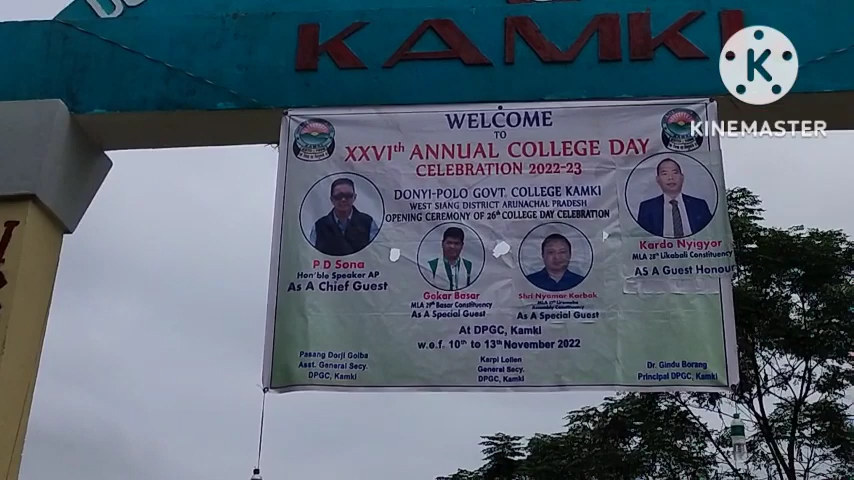 KAMKI
K
KINEMASTER
WELCOME
TO
XXVIth ANNUAL COLLEGE DAY
CELEBRATION 2022-23
DONYI-POLO GOVT. COLLEGE KAMKI
WEST SIANG DISTRICT ARUNACHAL PRADESH
OPENING CEREMONY OF 26th COLLEGE DAY CELEBRATION
P D Sona
Hon'ble Speaker AP
As A Chief Guest
Gokar Basar
MLA 29th Basar Constituency
As A Special Guest
Shri Nyamar Karbak
MLA
As A Special Guest
Kardo Nyigyor
MLA 28th Likabali Constituency
As A Guest Honour
At DPGC, Kamki
w.e.f. 10th to 13th November 2022
Pasang Dorji Goiba
Asst. General Secy.
DPGC, Kamki
Karpi Lollen
General Secy.
DPGC, Kamki
Dr. Gindu Borang
Principal DPGC, Kamki